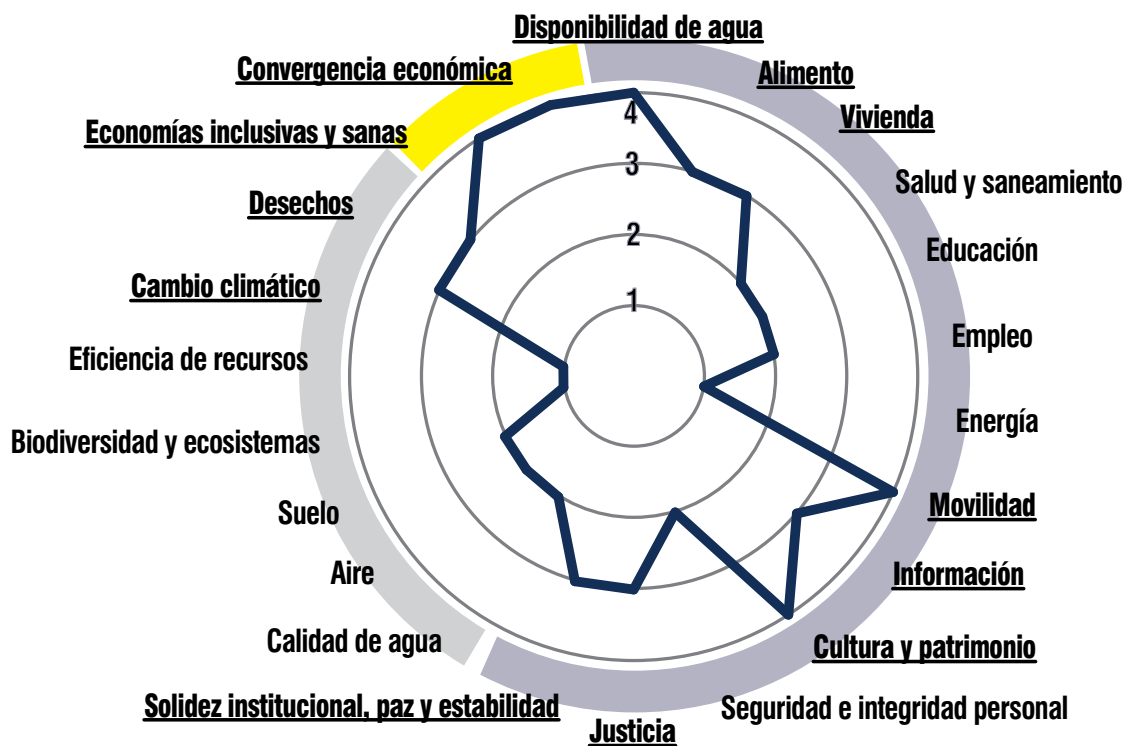 Disponibilidad de agua
Alimento
Vivienda
Salud y saneamiento
Educación
Empleo
Energía
Movilidad
Información
Cultura y patrimonio
Seguridad e integridad personal
Justicia
Solidez institucional, paz y estabilidad
Calidad de agua
Aire
Suelo
Biodiversidad y ecosistemas
Eficiencia de recursos
Cambio climático
Desechos
Economías inclusivas y sanas
Convergencia económica
4
3
2
1